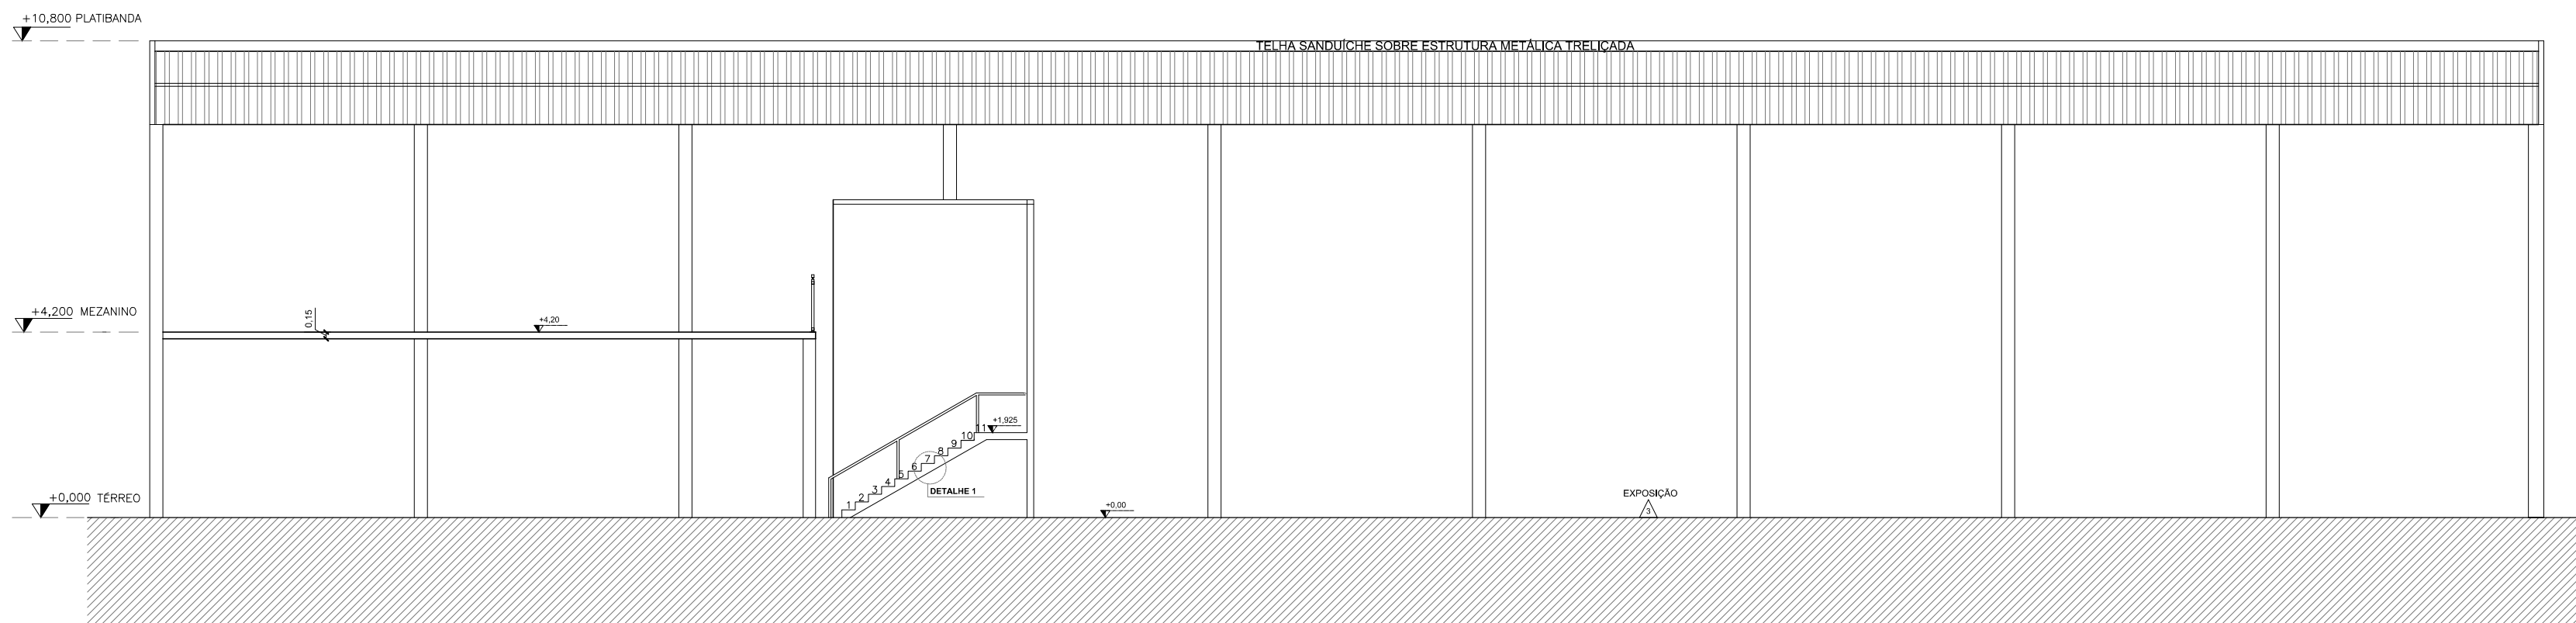 +10,800 PLATIBANDA
TELHA SANDUÍCHE SOBRE ESTRUTURA METÁLICA TRELIÇADA
+4,200 MEZANINO
0,15
+4,20
+1,925
11
10
9
8
7
6
5
4
3
2
1
DETALHE 1
+0,000 TÉRREO
+0,00
EXPOSIÇÃO
3